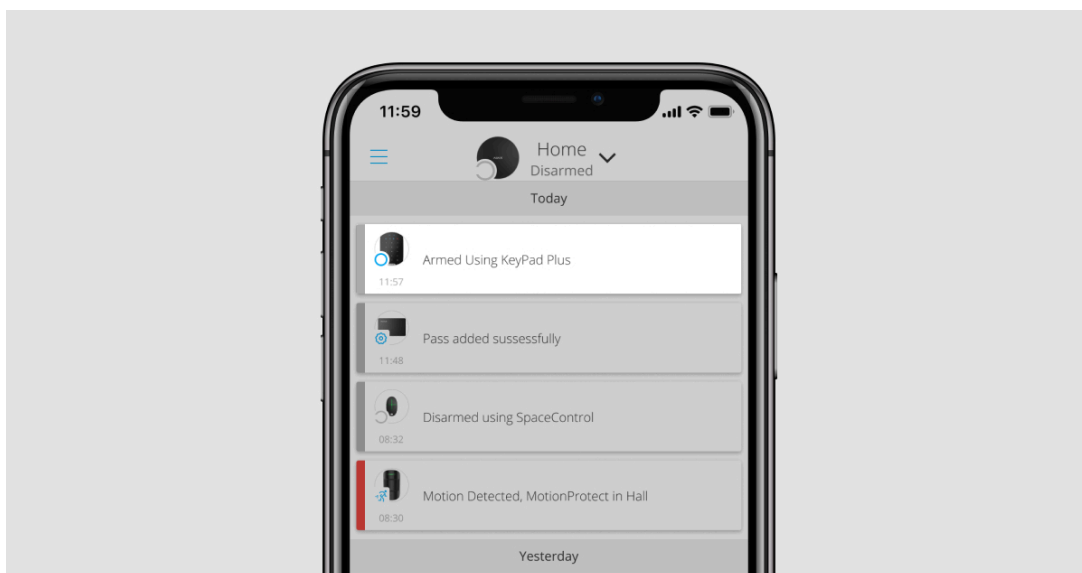 11:59
Home
Disarmed
Today
Armed Using KeyPad Plus
11:57
Pass added sussessfully
11:48
Disarmed using SpaceControl
08:32
Motion Detected, MotionProtect in Hall
08:30
Yesterday